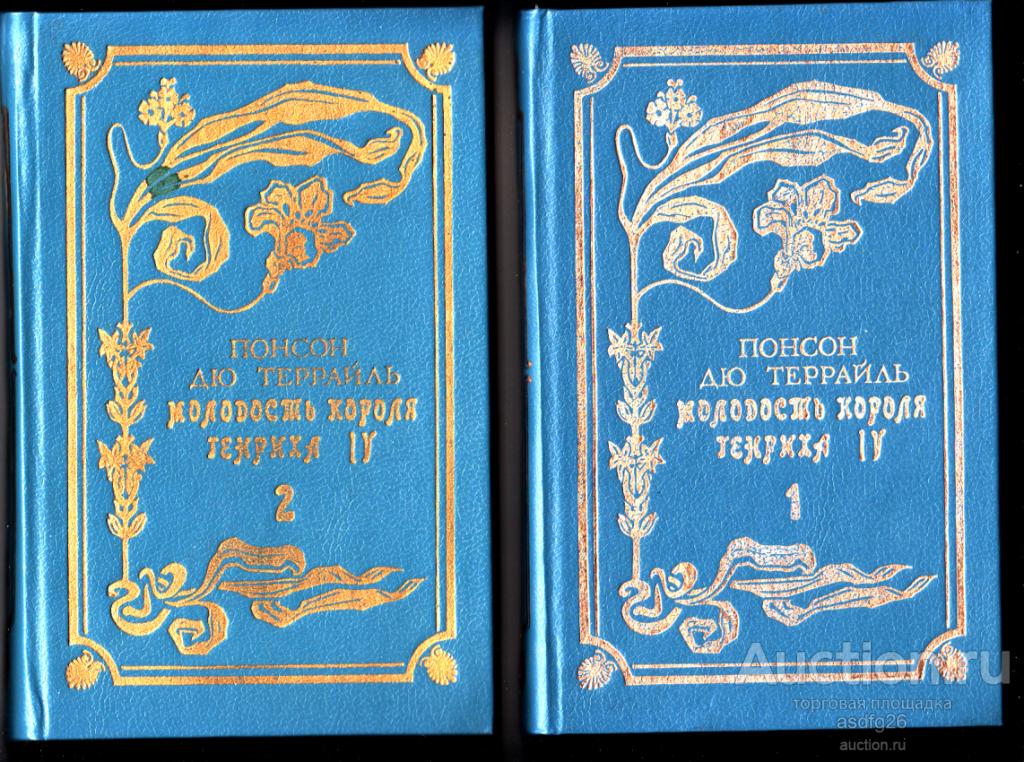 ПОНСОН
ДЮ ТЕРРАЙЛЬ
МОЛОДОСТЬ КОРОЛЯ
ГЕНРИХА IV
2
ПОНСОН
ДЮ ТЕРРАЙЛЬ
МОЛОДОСТЬ КОРОЛЯ
ГЕНРИХА IV
1
Auction.ru
торговая площадка
asdfg26
auction.ru